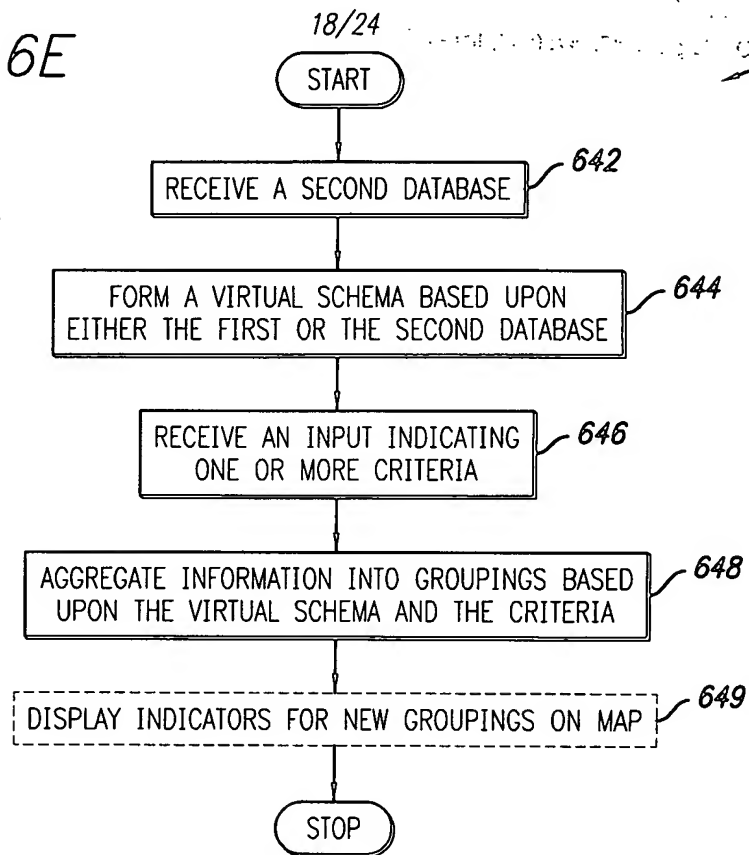 18/24
6E
START
RECEIVE A SECOND DATABASE
642
FORM A VIRTUAL SCHEMA BASED UPON
EITHER THE FIRST OR THE SECOND DATABASE
644
RECEIVE AN INPUT INDICATING
ONE OR MORE CRITERIA
646
AGGREGATE INFORMATION INTO GROUPINGS BASED
UPON THE VIRTUAL SCHEMA AND THE CRITERIA
648
DISPLAY INDICATORS FOR NEW GROUPINGS ON MAP
649
STOP